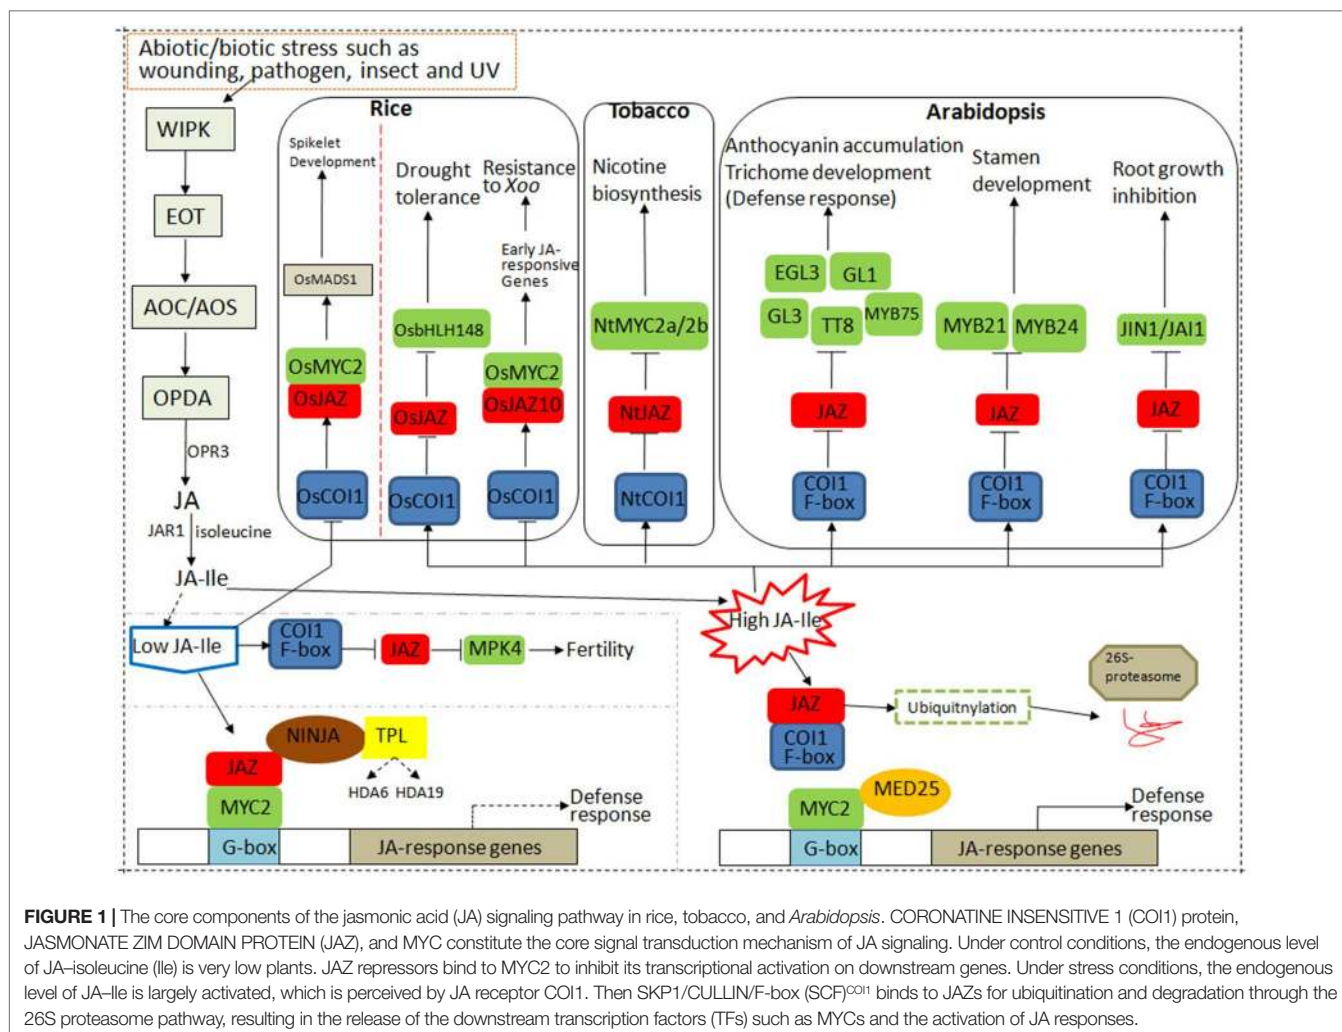 Abiotic/biotic stress such as
wounding, pathogen, insect and UV
WIPK
EOT
AOC/AOS
OPDA
OPR3
JA
JAR1 isoleucine
JA-Ile
Rice
Spikelet
Development
OsMADS1
OsMYC2
OsJAZ
OsCOI1
Drought
tolerance
OsbHLH148
OsJAZ
OsCOI1
Resistance
to Xoo
Early JA-
responsive
Genes
OsMYC2
OsJAZ10
OsCOI1
Tobacco
Nicotine
biosynthesis
NtMYC2a/2b
NtJAZ
NtCOI1
Arabidopsis
Anthocyanin accumulation
Trichome development
(Defense response)
EGL3
GL1
GL3
TT8
MYB75
JAZ
COI1
F-box
Stamen
development
MYB21
MYB24
JAZ
COI1
F-box
Root growth
inhibition
JIN1/JAI1
JAZ
COI1
F-box
Low JA-Ile
COI1
F-box
JAZ
MPK4
Fertility
NINJA
TPL
HDA6 HDA19
JAZ
MYC2
G-box
JA-response genes
Defense
response
High JA-Ile
JAZ
COI1
F-box
Ubiquitnylation
26S-
proteasome
MED25
MYC2
G-box
JA-response genes
Defense
response
FIGURE 1 | The core components of the jasmonic acid (JA) signaling pathway in rice, tobacco, and Arabidopsis. CORONATINE INSENSITIVE 1 (COI1) protein,
JASMONATE ZIM DOMAIN PROTEIN (JAZ), and MYC constitute the core signal transduction mechanism of JA signaling. Under control conditions, the endogenous level
of JA–isoleucine (Ile) is very low plants. JAZ repressors bind to MYC2 to inhibit its transcriptional activation on downstream genes. Under stress conditions, the endogenous
level of JA–Ile is largely activated, which is perceived by JA receptor COI1. Then SKP1/CULLIN/F-box (SCF)COI1 binds to JAZs for ubiquitination and degradation through the
26S proteasome pathway, resulting in the release of the downstream transcription factors (TFs) such as MYCs and the activation of JA responses.